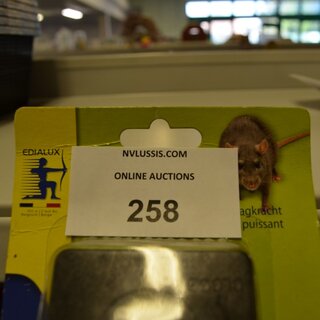 EDIALUX
NVLUSSIS.COM
ONLINE AUCTIONS
258
agkracht
puissant